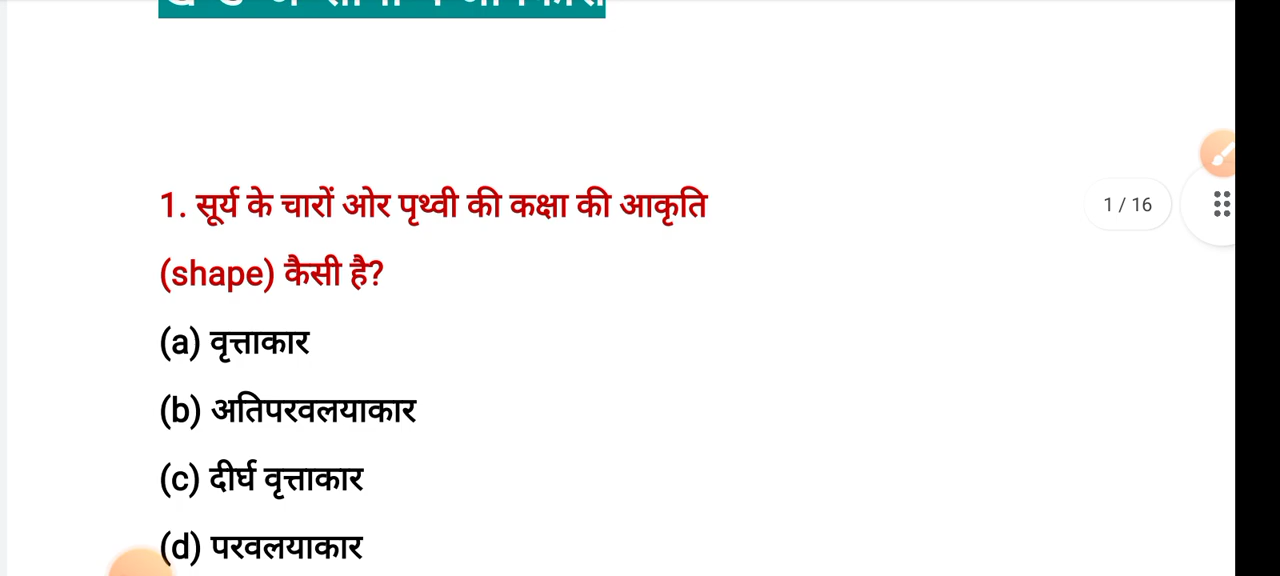 1. सूर्य के चारों ओर पृथ्वी की कक्षा की आकृति
1 / 16
(shape) कैसी है?
(a) वृत्ताकार
(b) अतिपरवलयाकार
(c) दीर्घ वृत्ताकार
(d) परवलयाकार